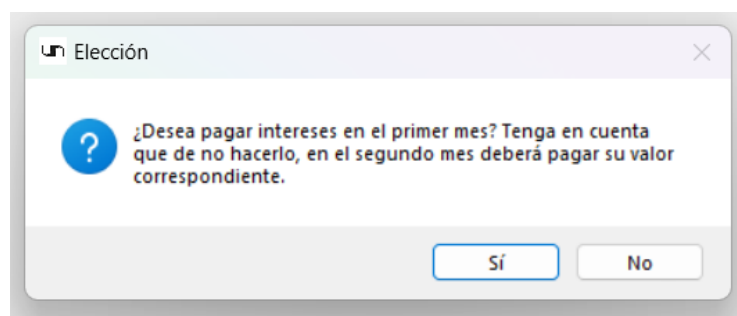 un Elección
¿Desea pagar intereses en el primer mes? Tenga en cuenta
que de no hacerlo, en el segundo mes deberá pagar su valor
correspondiente.
Sí No